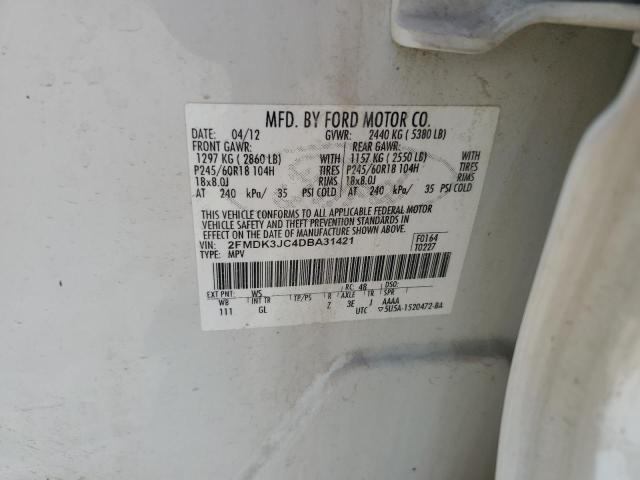 MFD. BY FORD MOTOR CO.
DATE: 04/12 GVWR: 2440 KG ( 5380 LB)
FRONT GAWR: REAR GAWR:
1297 KG ( 2860 LB) WITH 1157 KG ( 2550 LB) WITH
P245/60R18 104H TIRES P245/60R18 104H TIRES
18x8.0J RIMS 18x8.0J RIMS
AT 240 kPa/ 35 PSI COLD AT 240 kPa/ 35 PSI COLD
THIS VEHICLE CONFORMS TO ALL APPLICABLE FEDERAL MOTOR
VEHICLE SAFETY AND THEFT PREVENTION STANDARDS IN
EFFECT ON THE DATE OF MANUFACTURE SHOWN ABOVE.
VIN: 2FMDK3JC4DBA31421 F0164
TYPE: MPV T0227
EXT PNT: WS RC: 48 DSO:
WB INT TR TP/PS R AXLE TR SPR
111 GL Z 3E J AAAA
UTC ▽5U5A-1520472-BA